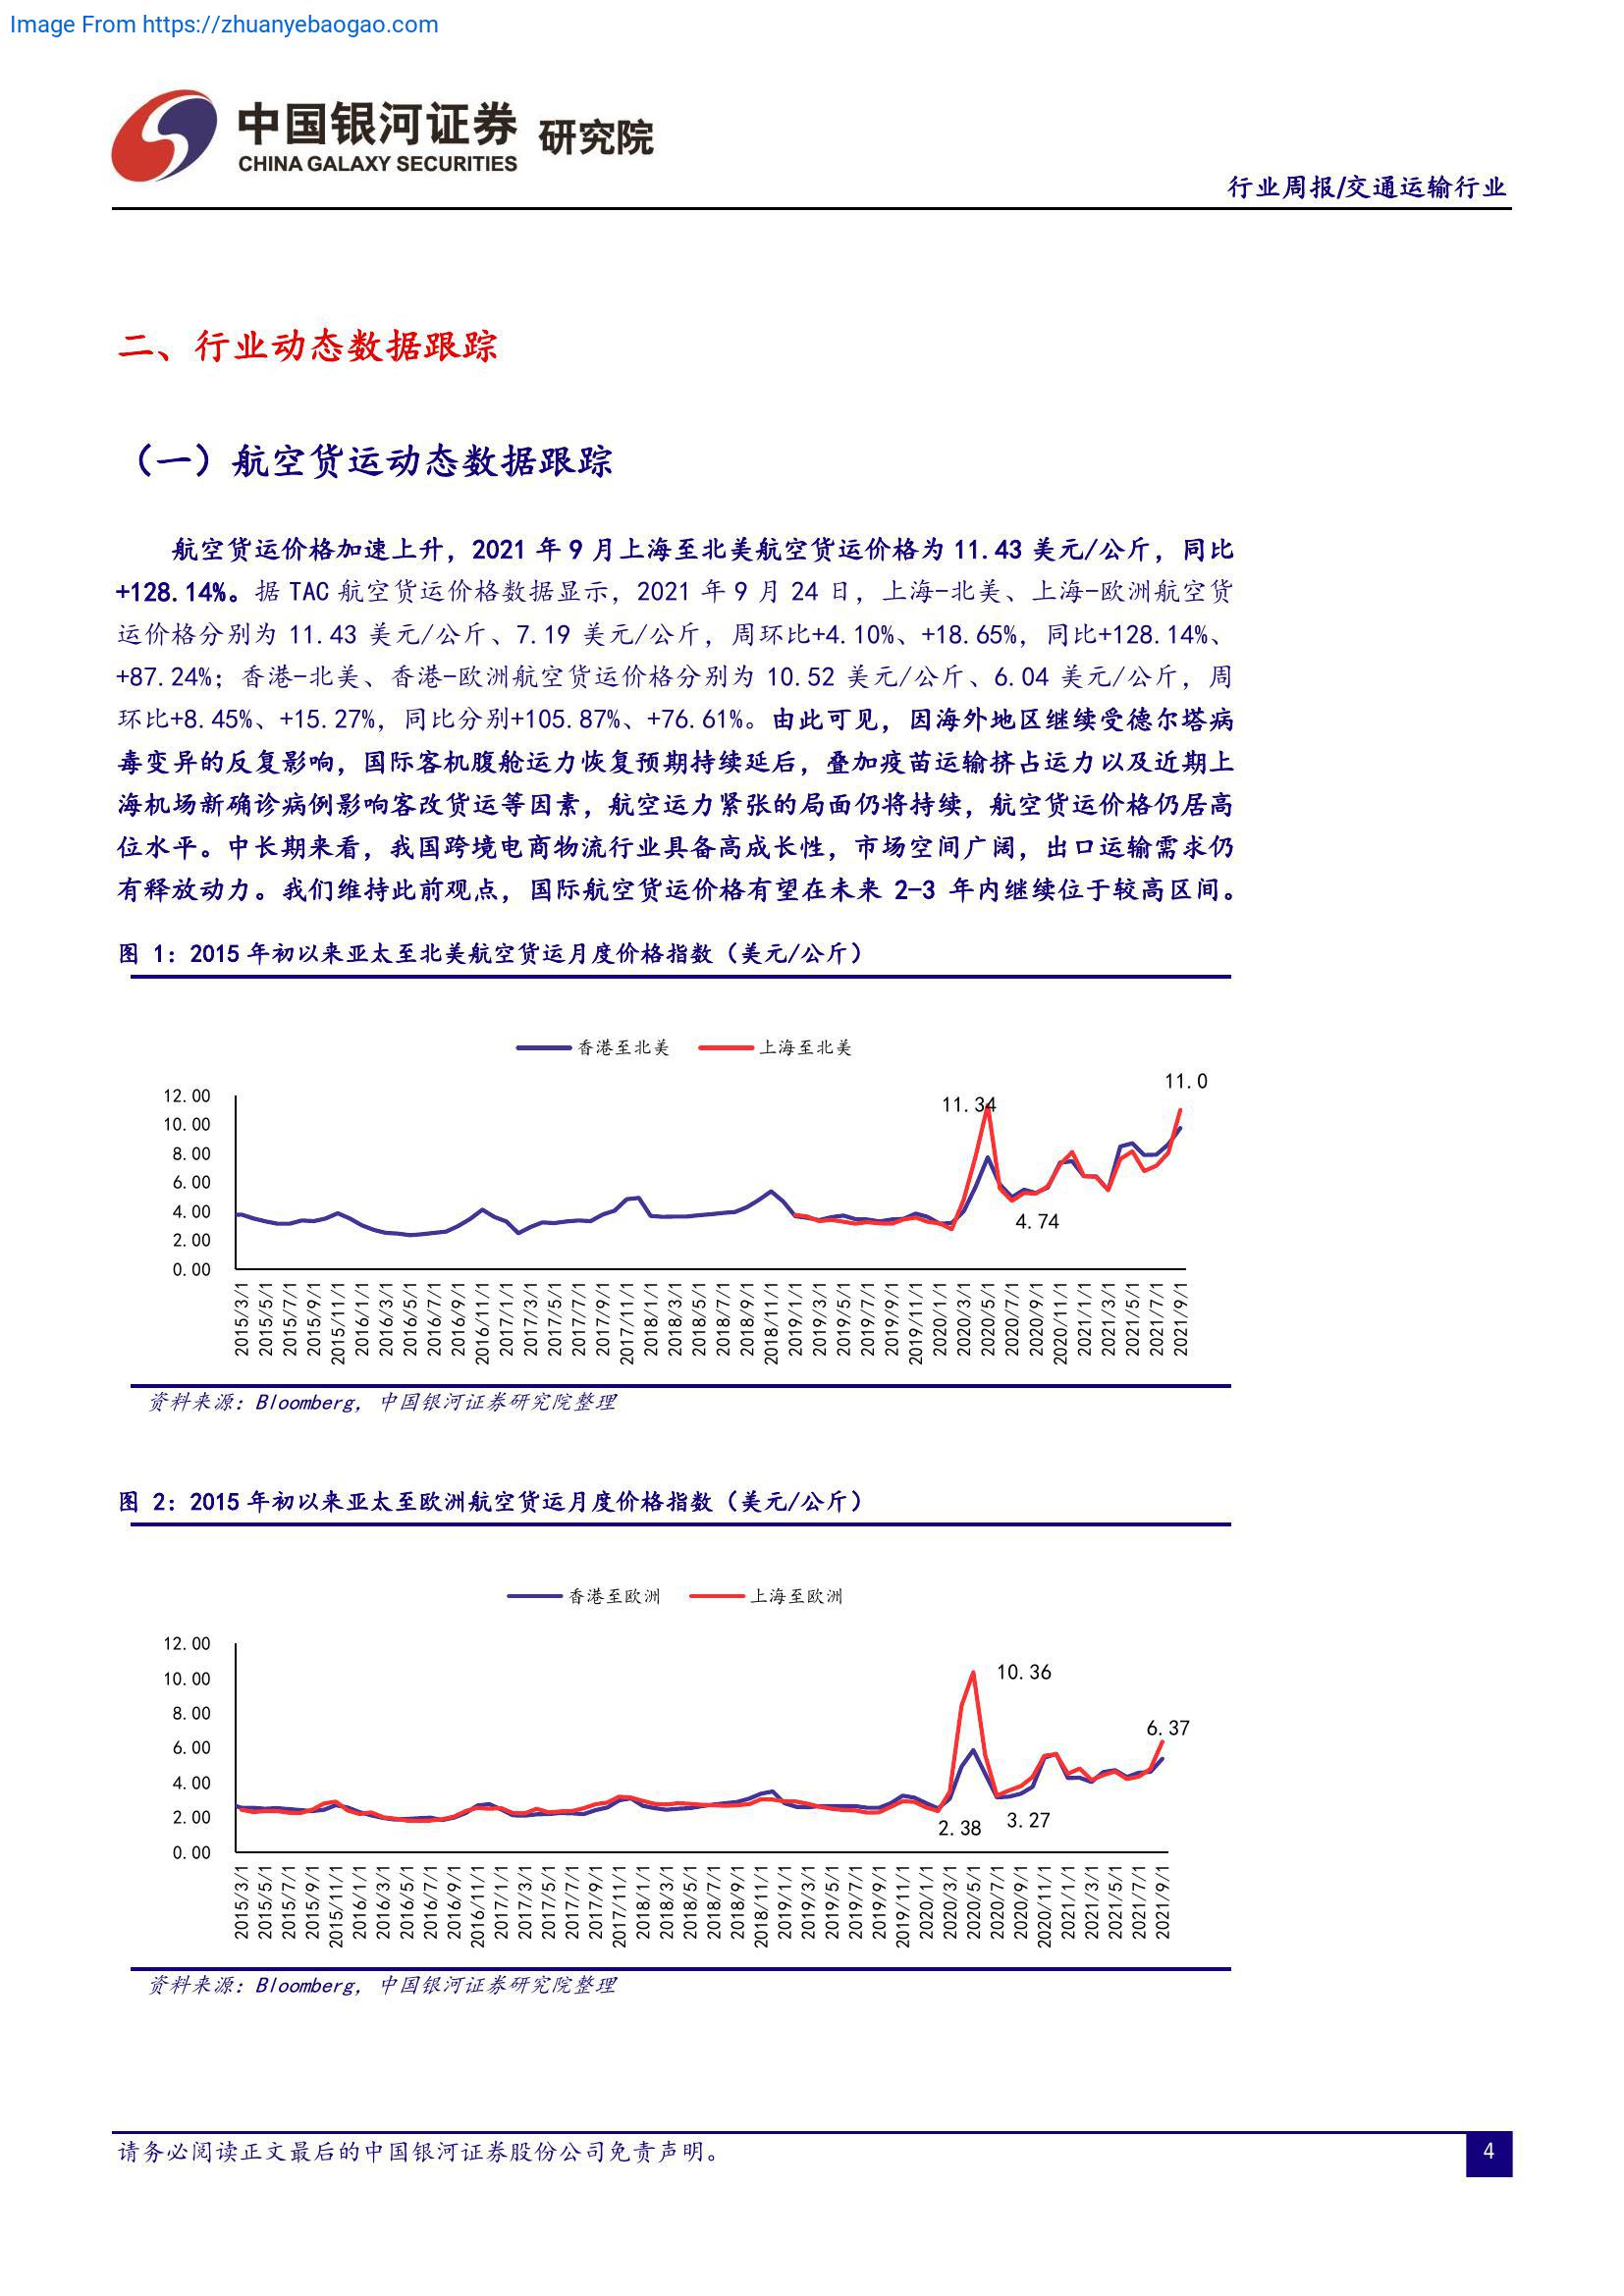 Image From https://zhuanyebaogao.com
中国银河证券 研究院
CHINA GALAXY SECURITIES
行业周报/交通运输行业
二、行业动态数据跟踪
（一）航空货运动态数据跟踪
航空货运价格加速上升，2021 年 9 月上海至北美航空货运价格为 11.43 美元/公斤，同比
+128.14%。据 TAC 航空货运价格数据显示，2021 年 9 月 24 日，上海-北美、上海-欧洲航空货
运价格分别为 11.43 美元/公斤、7.19 美元/公斤，周环比+4.10%、+18.65%，同比+128.14%、
+87.24%；香港-北美、香港-欧洲航空货运价格分别为 10.52 美元/公斤、6.04 美元/公斤，周
环比+8.45%、+15.27%，同比分别+105.87%、+76.61%。由此可见，因海外地区继续受德尔塔病
毒变异的反复影响，国际客机腹舱运力恢复预期持续延后，叠加疫苗运输挤占运力以及近期上
海机场新确诊病例影响客改货运等因素，航空运力紧张的局面仍将持续，航空货运价格仍居高
位水平。中长期来看，我国跨境电商物流行业具备高成长性，市场空间广阔，出口运输需求仍
有释放动力。我们维持此前观点，国际航空货运价格有望在未来 2-3 年内继续位于较高区间。
图 1：2015 年初以来亚太至北美航空货运月度价格指数（美元/公斤）
香港至北美 上海至北美
11.0
11.34
4.74
12.00
10.00
8.00
6.00
4.00
2.00
0.00
2015/3/1 2015/5/1 2015/7/1 2015/9/1 2015/11/1 2016/1/1 2016/3/1 2016/5/1 2016/7/1 2016/9/1 2016/11/1 2017/1/1 2017/3/1 2017/5/1 2017/7/1 2017/9/1 2017/11/1 2018/1/1 2018/3/1 2018/5/1 2018/7/1 2018/9/1 2018/11/1 2019/1/1 2019/3/1 2019/5/1 2019/7/1 2019/9/1 2019/11/1 2020/1/1 2020/3/1 2020/5/1 2020/7/1 2020/9/1 2020/11/1 2021/1/1 2021/3/1 2021/5/1 2021/7/1 2021/9/1
资料来源：Bloomberg, 中国银河证券研究院整理
图 2：2015 年初以来亚太至欧洲航空货运月度价格指数（美元/公斤）
香港至欧洲 上海至欧洲
10.36
6.37
2.38
3.27
12.00
10.00
8.00
6.00
4.00
2.00
0.00
2015/3/1 2015/5/1 2015/7/1 2015/9/1 2015/11/1 2016/1/1 2016/3/1 2016/5/1 2016/7/1 2016/9/1 2016/11/1 2017/1/1 2017/3/1 2017/5/1 2017/7/1 2017/9/1 2017/11/1 2018/1/1 2018/3/1 2018/5/1 2018/7/1 2018/9/1 2018/11/1 2019/1/1 2019/3/1 2019/5/1 2019/7/1 2019/9/1 2019/11/1 2020/1/1 2020/3/1 2020/5/1 2020/7/1 2020/9/1 2020/11/1 2021/1/1 2021/3/1 2021/5/1 2021/7/1 2021/9/1
资料来源：Bloomberg, 中国银河证券研究院整理
请务必阅读正文最后的中国银河证券股份公司免责声明。
4